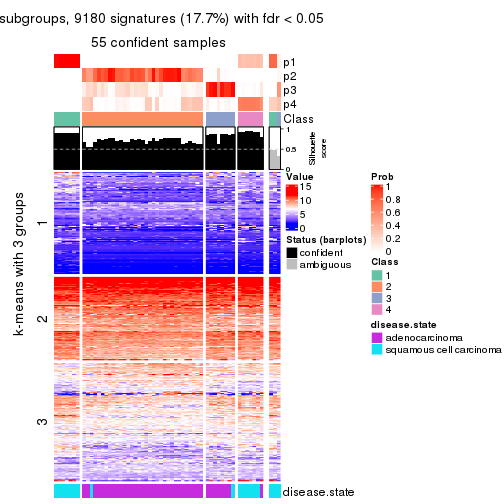 subgroups, 9180 signatures (17.7%) with fdr < 0.05
55 confident samples
p1
p2
p3
p4
Class
1
0.5
0
Silhouette
score
k-means with 3 groups
1
2
3
disease.state
Value
15
10
5
0
Status (barplots)
confident
ambiguous
Prob
1
0.8
0.6
0.4
0.2
0
Class
1
2
3
4
disease.state
adenocarcinoma
squamous cell carcinoma